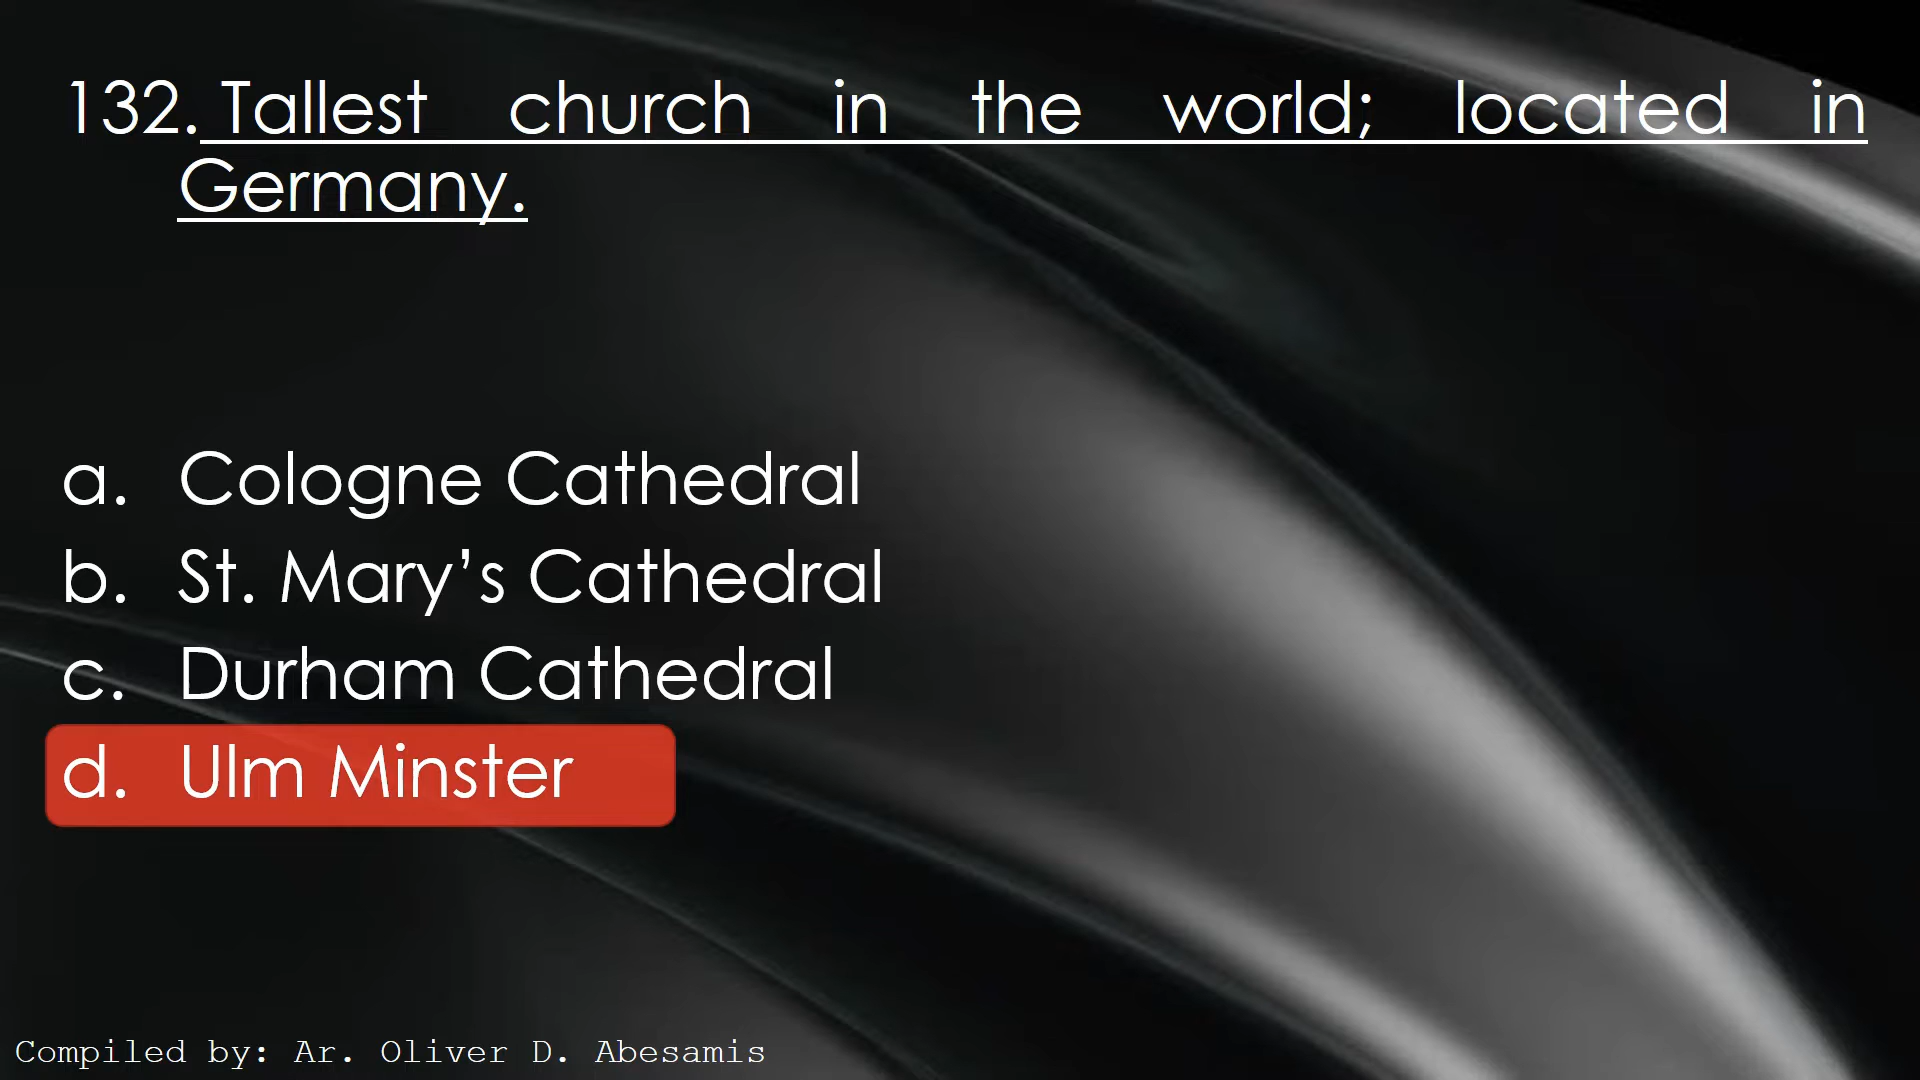 132. Tallest church in the world; located in
Germany.
a. Cologne Cathedral
b. St. Mary’s Cathedral
c. Durham Cathedral
d. Ulm Minster
Compiled by: Ar. Oliver D. Abesamis